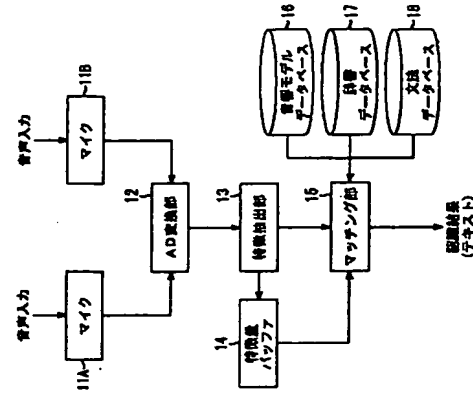 音声入力
音声入力
マイク
11A
マイク
11B
AD変換部
12
特徴抽出部
13
特徴量
バッファ
14
マッチング部
15
音響モデル
データベース
16
辞書
データベース
17
文法
データベース
18
認識結果
(テキスト)